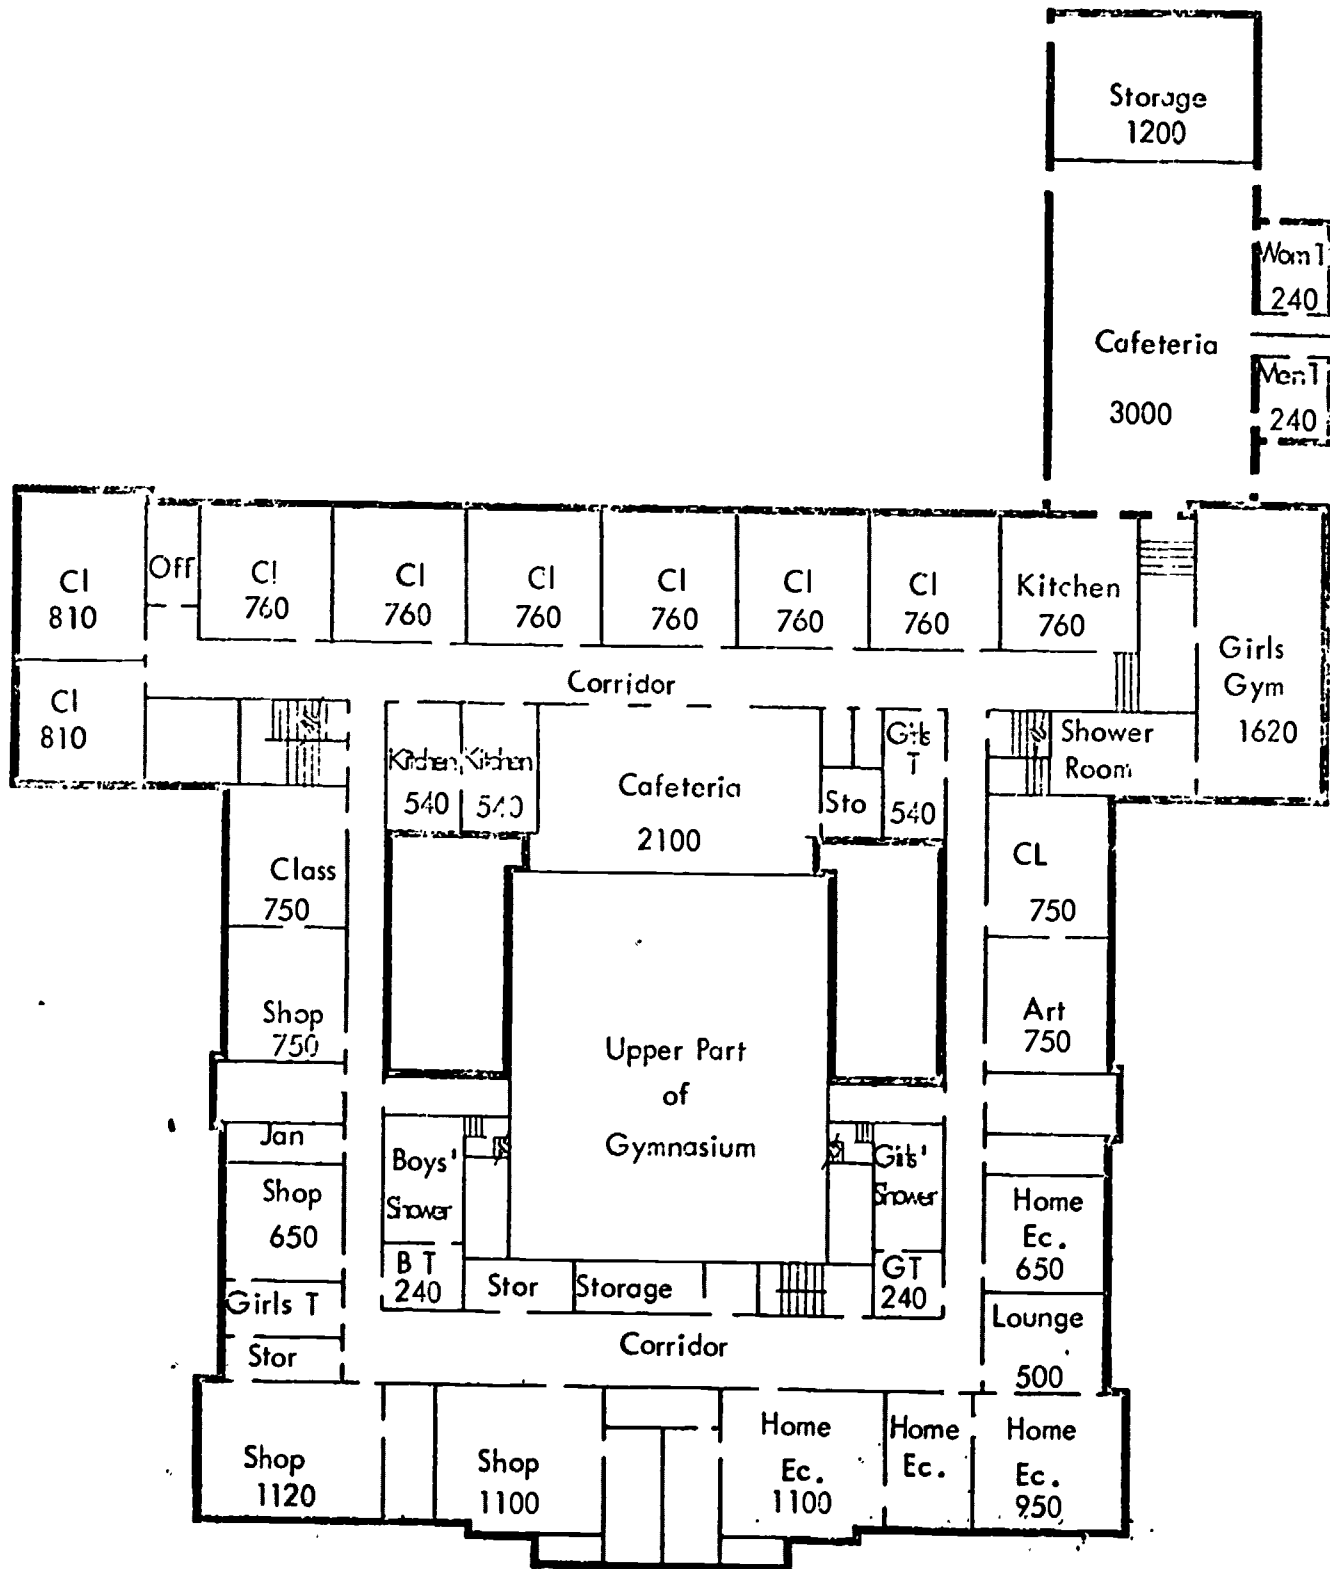 Storage
1200
Wom T
240
Cafeteria
3000
Men T
240
Cl
810
Off
Cl
760
Cl
760
Cl
760
Cl
760
Cl
760
Cl
760
Kitchen
760
Girls
Gym
1620
Corridor
Cl
810
Kitchen
540
Kitchen
540
Cafeteria
2100
Sto
Girls
T
540
Shower
Room
Class
750
CL
750
Shop
750
Art
750
Upper Part
of
Gymnasium
Jan
Boys'
Shower
Girls'
Shower
Shop
650
Home
Ec.
650
B T
240
Stor
Storage
GT
240
Girls T
Stor
Corridor
Lounge
500
Shop
1120
Shop
1100
Home
Ec.
1100
Home
Ec.
Home
Ec.
950